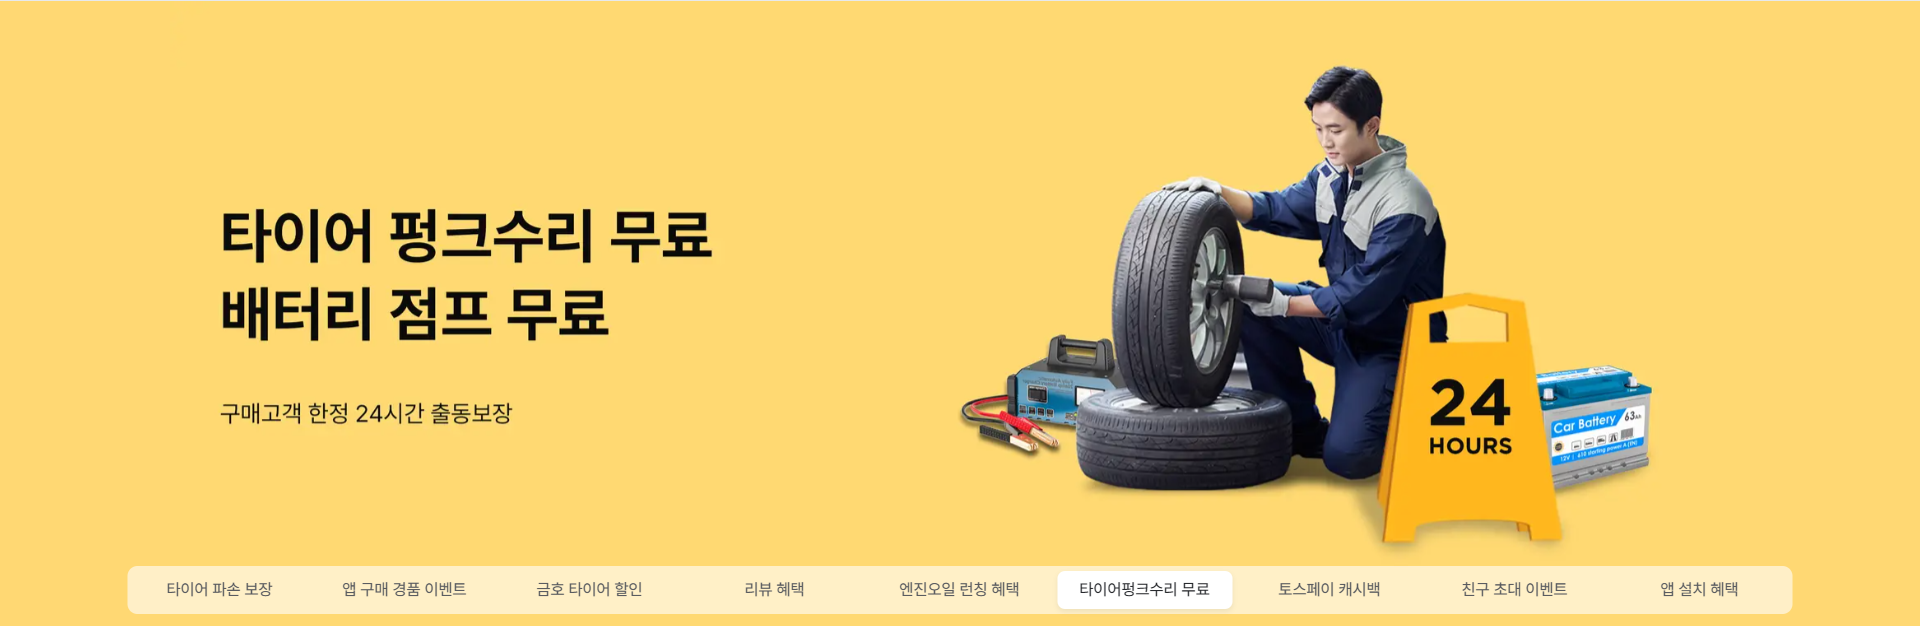 타이어 펑크수리 무료
배터리 점프 무료
구매고객 한정 24시간 출동보장
24
HOURS
Car Battery
63Ah
타이어 파손 보장
앱 구매 경품 이벤트
금호 타이어 할인
리뷰 혜택
엔진오일 런칭 혜택
타이어펑크수리 무료
토스페이 캐시백
친구 초대 이벤트
앱 설치 혜택